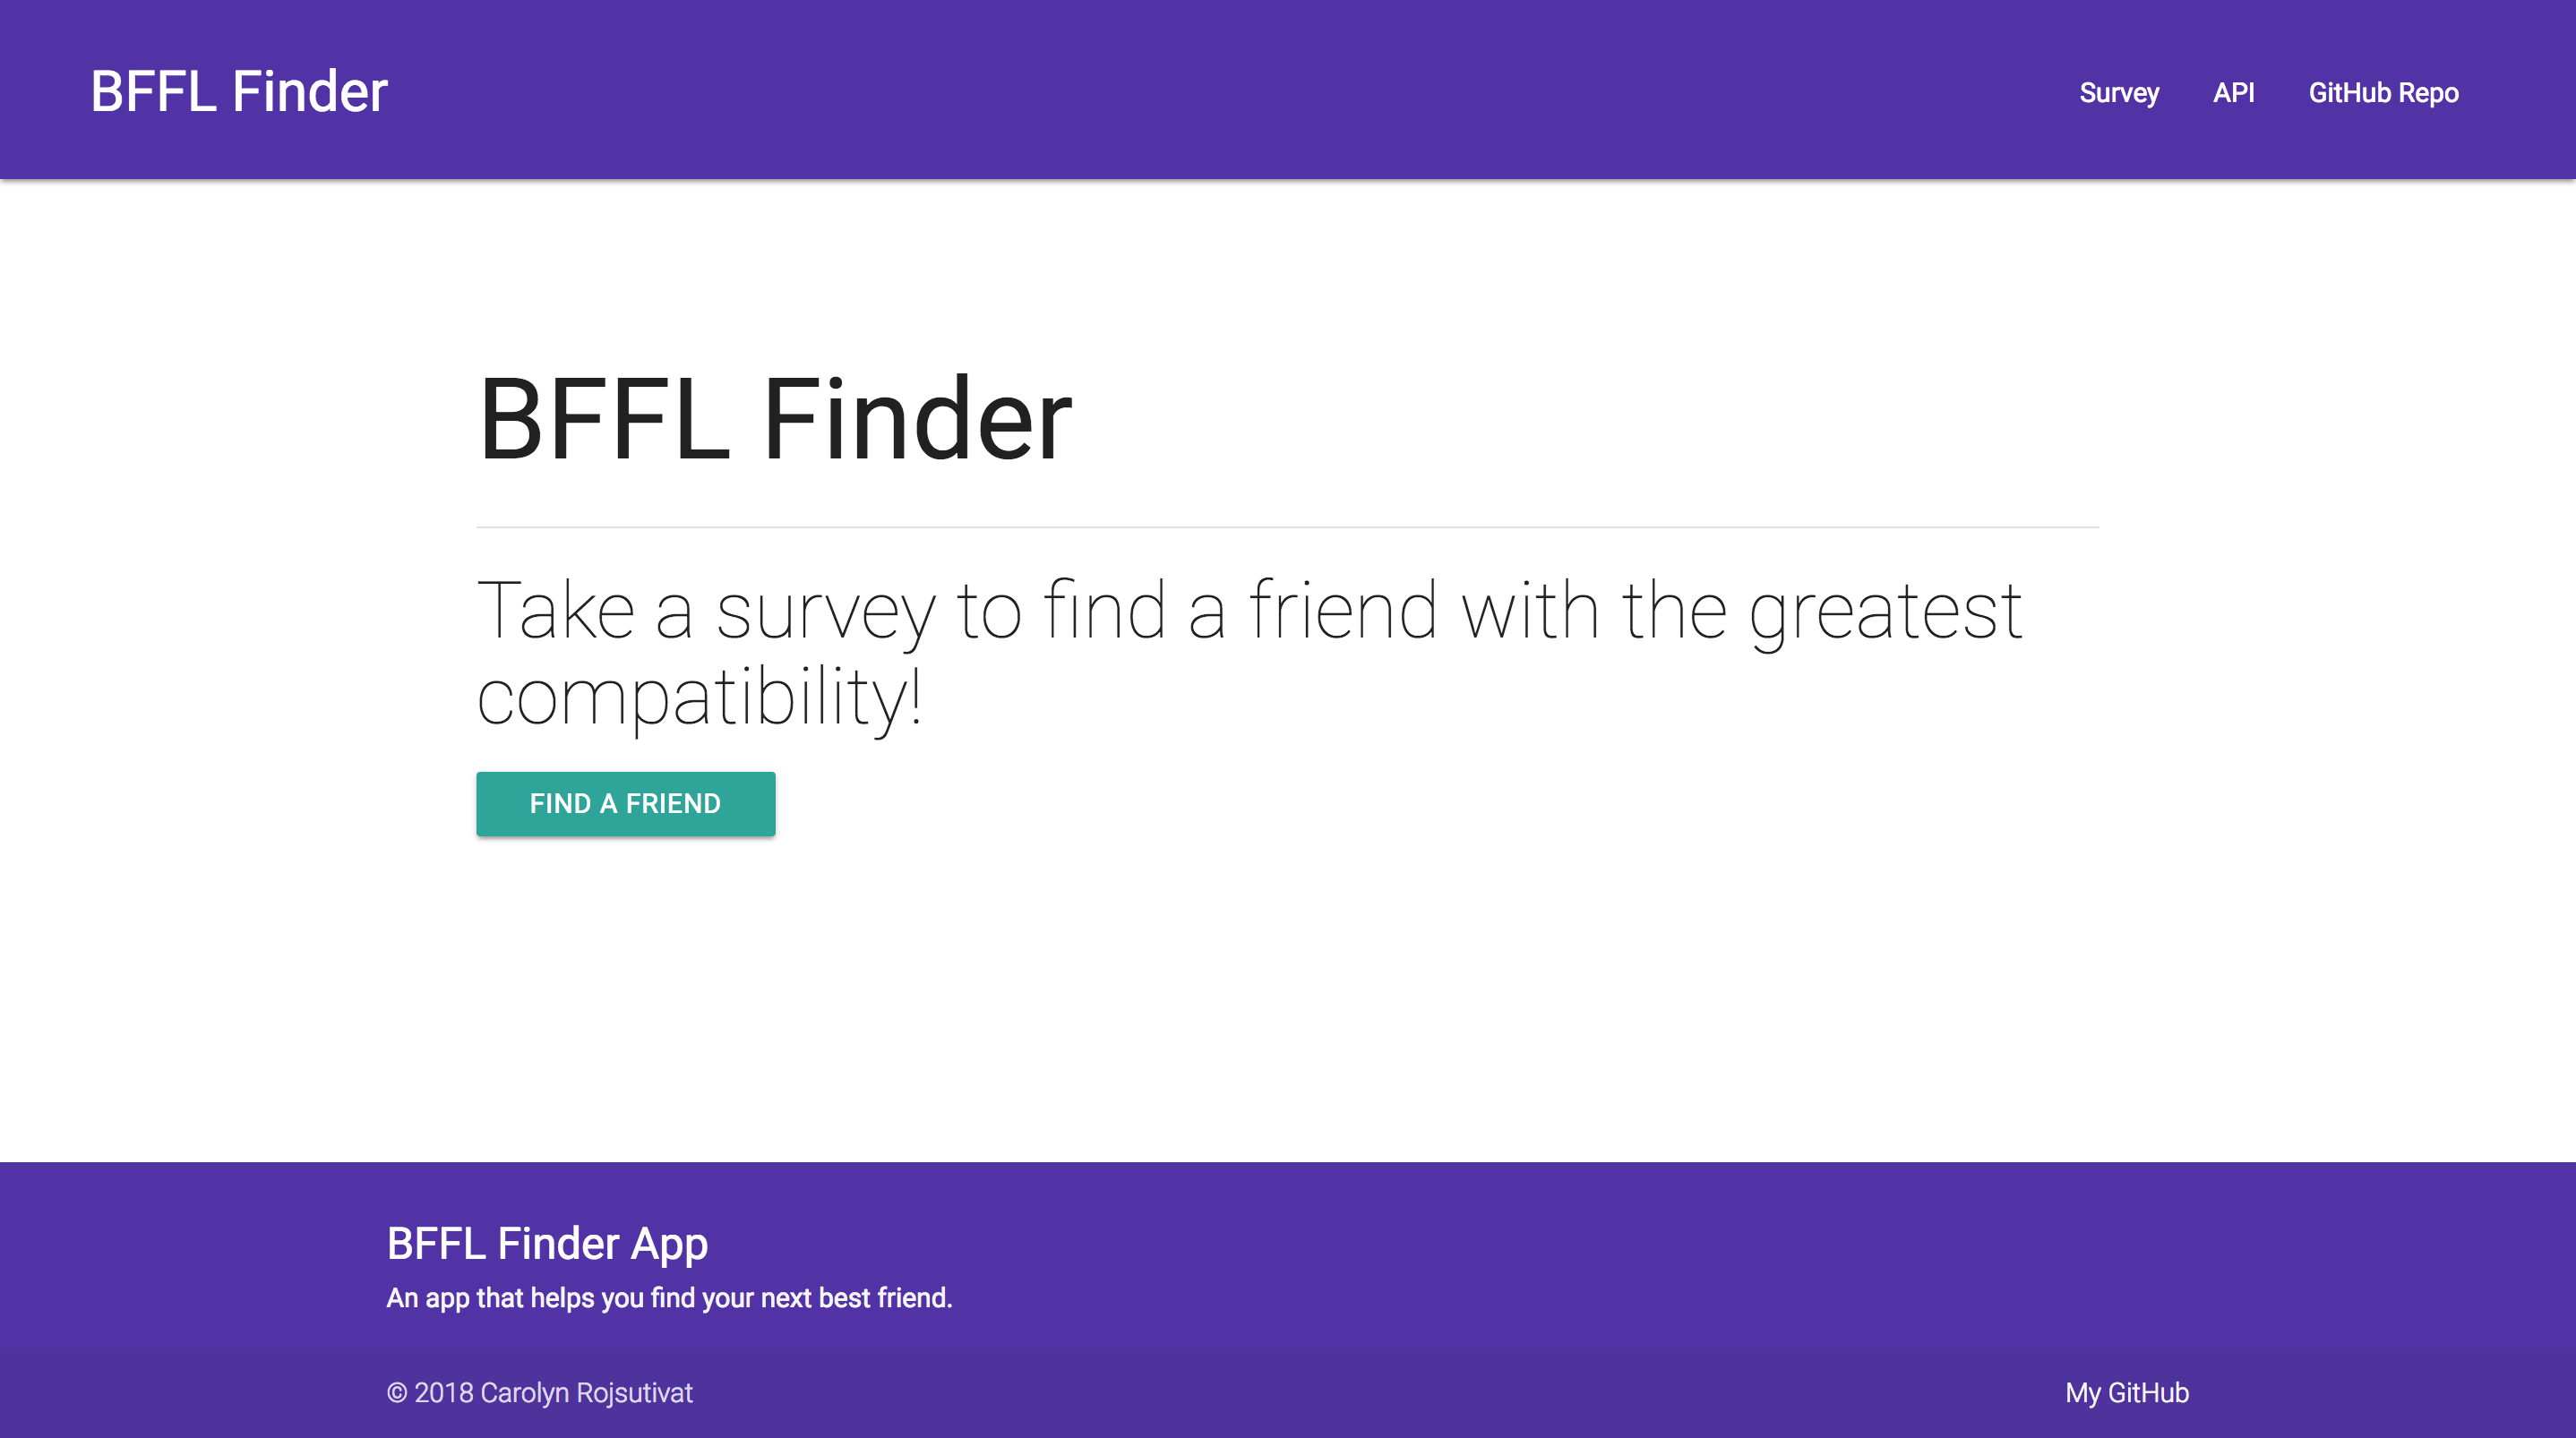 BFFL Finder
Survey
API
GitHub Repo
BFFL Finder
Take a survey to find a friend with the greatest
compatibility!
FIND A FRIEND
BFFL Finder App
An app that helps you find your next best friend.
© 2018 Carolyn Rojsutivat
My GitHub